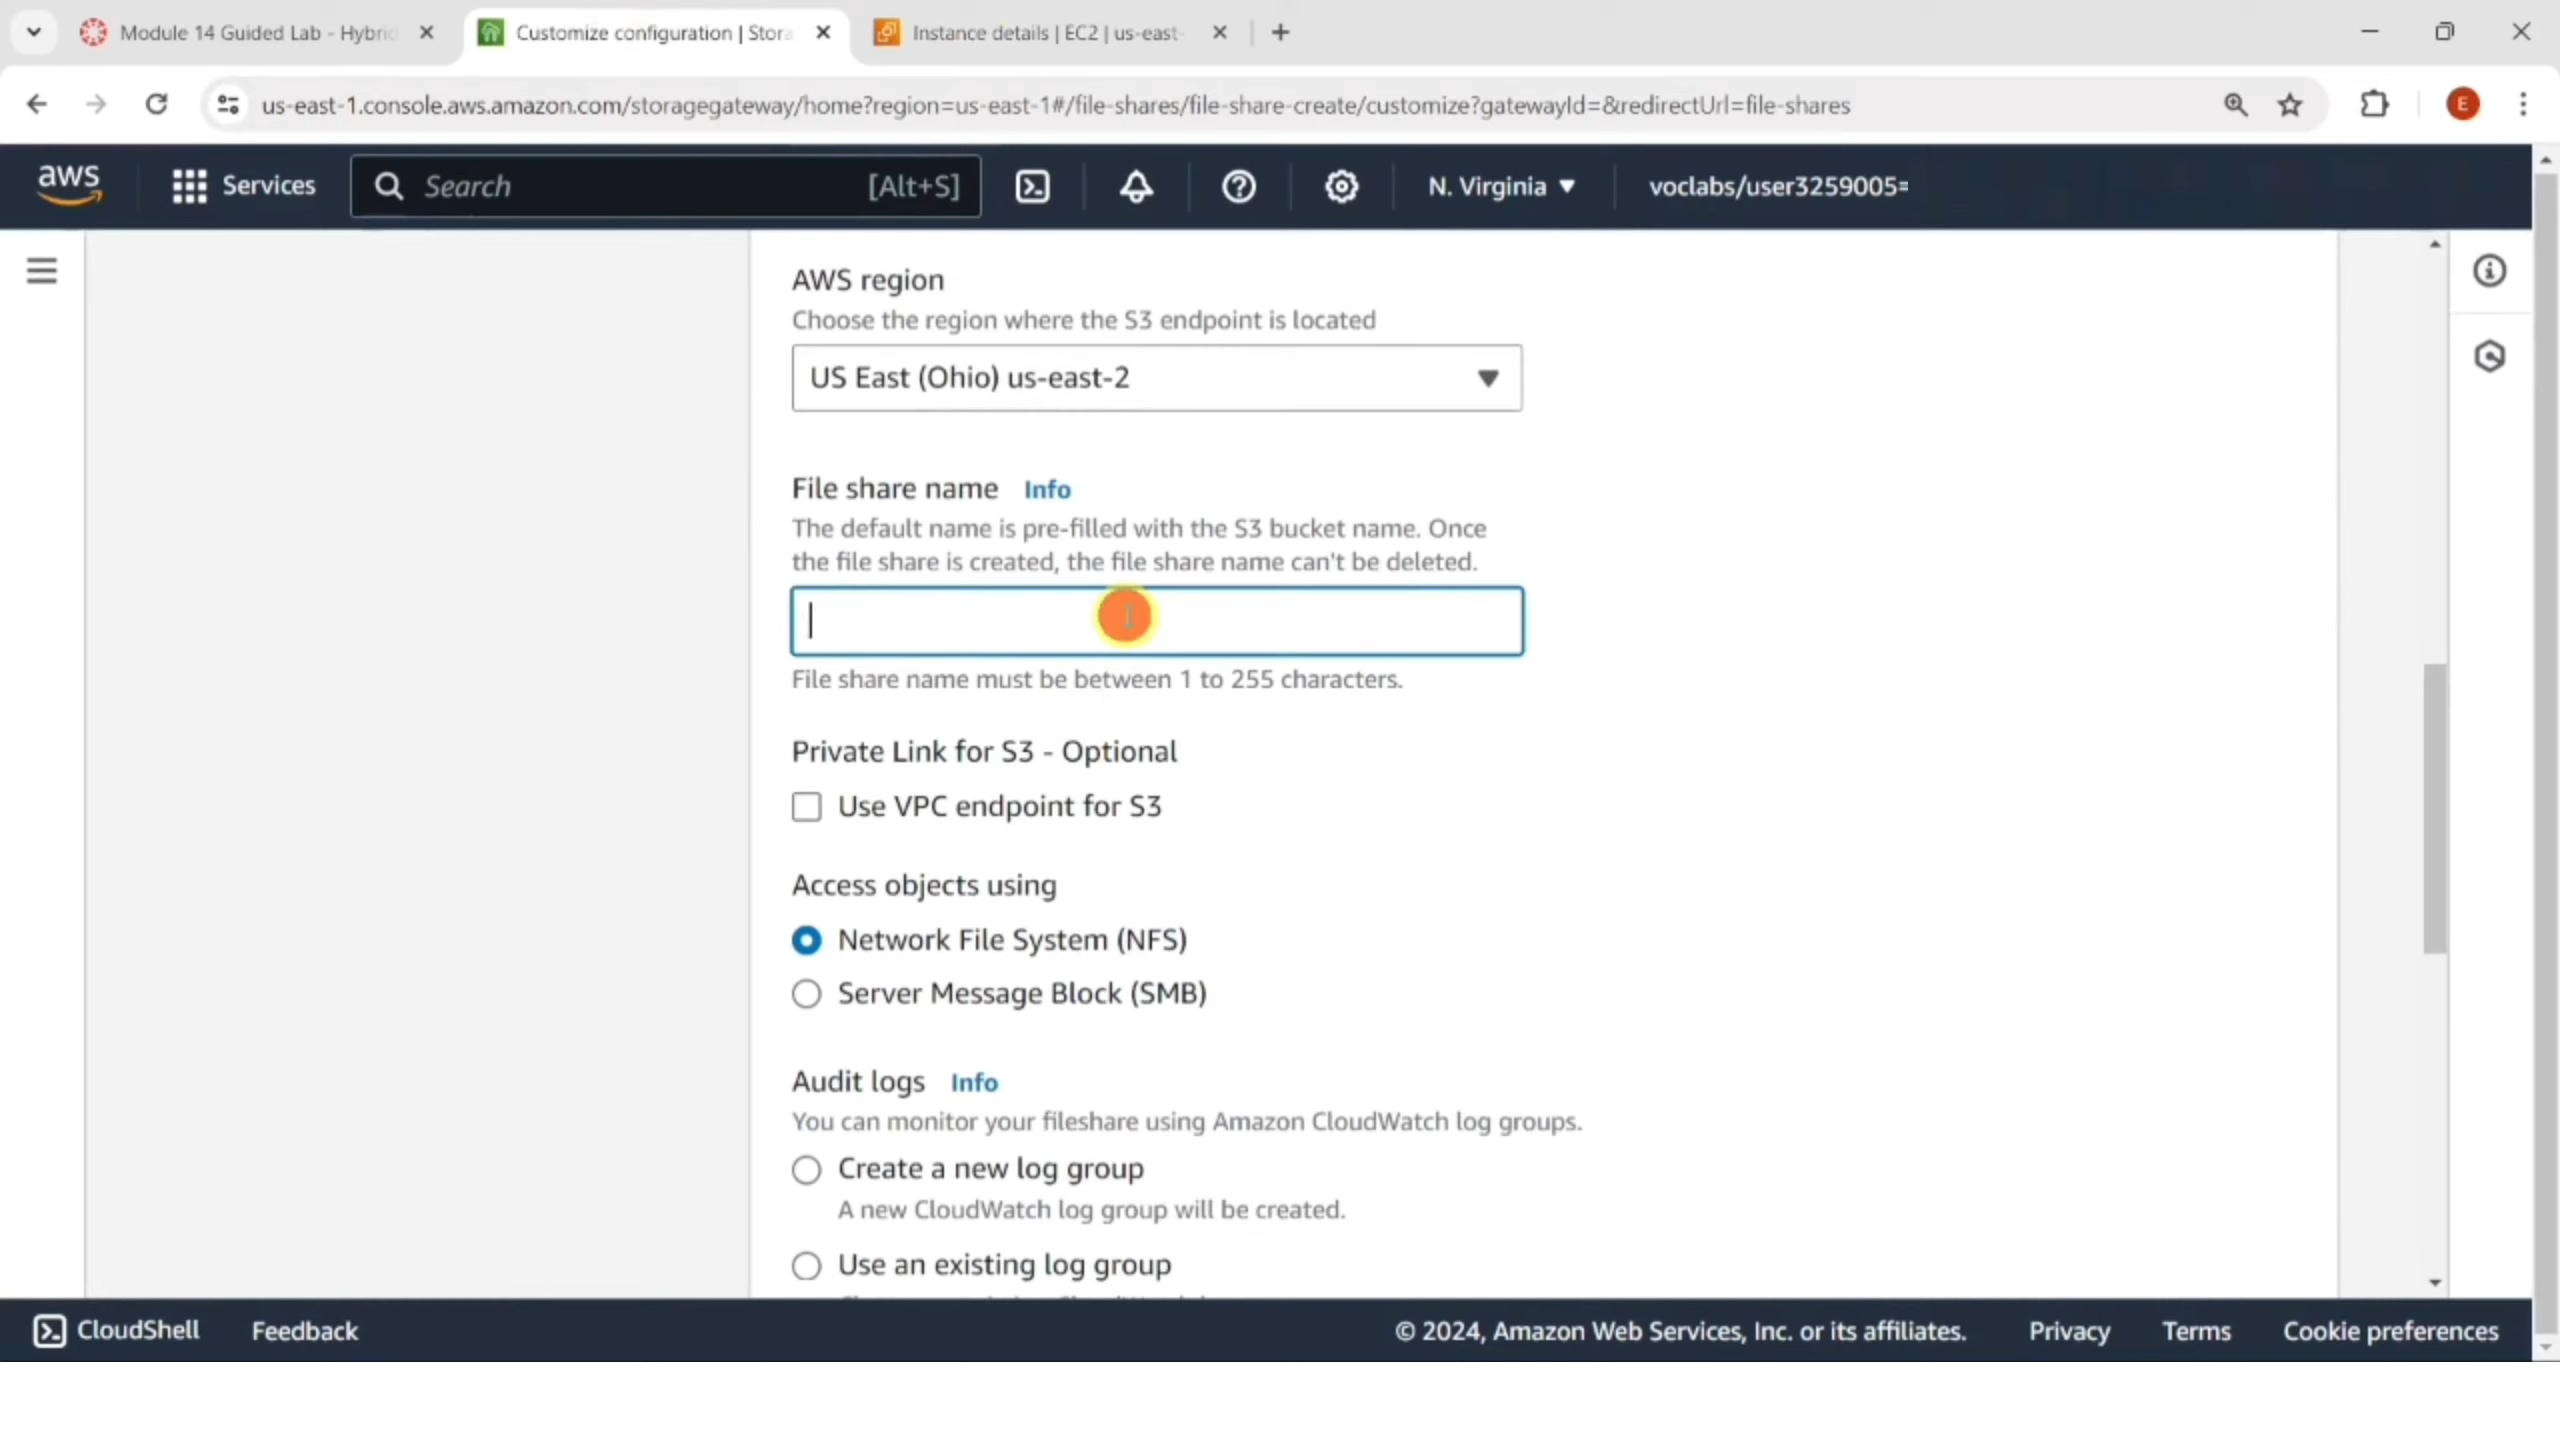 Module 14 Guided Lab - Hybrid
Customize configuration | Stora
Instance details | EC2 | us-east-
us-east-1.console.aws.amazon.com/storagegateway/home?region=us-east-1#/file-shares/file-share-create/customize?gatewayId=&redirectUrl=file-shares
E
aws
Services
Search
[Alt+S]
N. Virginia
voclabs/user3259005=
AWS region
Choose the region where the S3 endpoint is located
US East (Ohio) us-east-2
File share name Info
The default name is pre-filled with the S3 bucket name. Once
the file share is created, the file share name can't be deleted.
File share name must be between 1 to 255 characters.
Private Link for S3 - Optional
Use VPC endpoint for S3
Access objects using
Network File System (NFS)
Server Message Block (SMB)
Audit logs Info
You can monitor your fileshare using Amazon CloudWatch log groups.
Create a new log group
A new CloudWatch log group will be created.
Use an existing log group
CloudShell
Feedback
© 2024, Amazon Web Services, Inc. or its affiliates.
Privacy
Terms
Cookie preferences